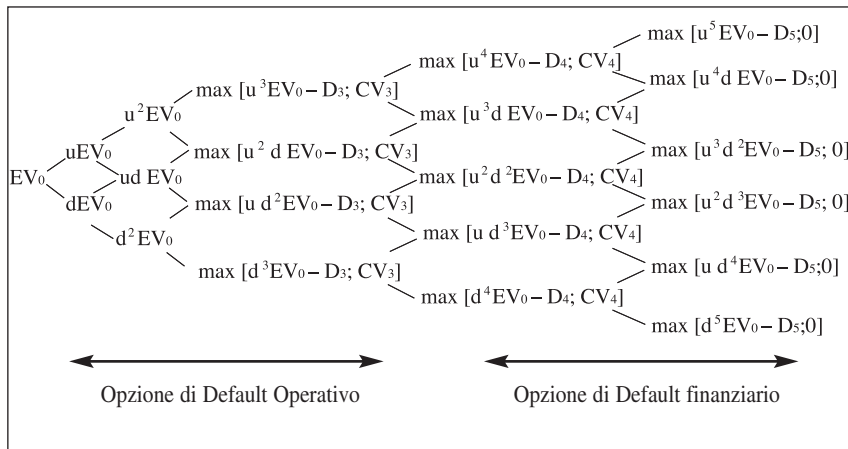 max [u⁵EV₀ – D₅;0]
max [u⁴EV₀ – D₄; CV₄]
max [u⁴d EV₀ – D₅;0]
max [u³EV₀ – D₃; CV₃]
u²EV₀
max [u³d EV₀ – D₄; CV₄]
uEV₀
max [u² d EV₀ – D₃; CV₃]
max [u³d ²EV₀ – D₅; 0]
EV₀
ud EV₀
max [u²d ²EV₀ – D₄; CV₄]
dEV₀
max [u d²EV₀ – D₃; CV₃]
max [u²d ³EV₀ – D₅; 0]
d²EV₀
max [u d³EV₀ – D₄; CV₄]
max [d³EV₀ – D₃; CV₃]
max [u d⁴EV₀ – D₅;0]
max [d⁴EV₀ – D₄; CV₄]
max [d⁵EV₀ – D₅;0]
Opzione di Default Operativo
Opzione di Default finanziario